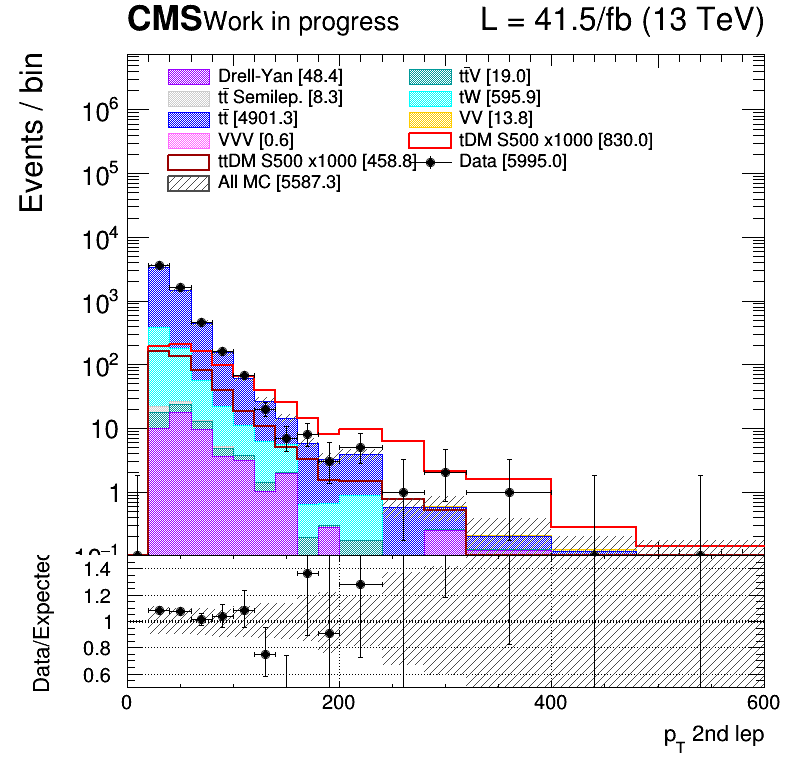 CMS Work in progress L = 41.5/fb (13 TeV)
Events / bin
Drell-Yan [48.4] tt̄V [19.0]
tt̄ Semilep. [8.3] tW [595.9]
tt̄ [4901.3] VV [13.8]
VVV [0.6] tDM S500 x1000 [830.0]
ttDM S500 x1000 [458.8] Data [5995.0]
All MC [5587.3]
10⁶
10⁵
10⁴
10³
10²
10
1
10⁻¹
Data/Expected
1.4
1.2
1
0.8
0.6
0 200 400 600
p_T 2nd lep